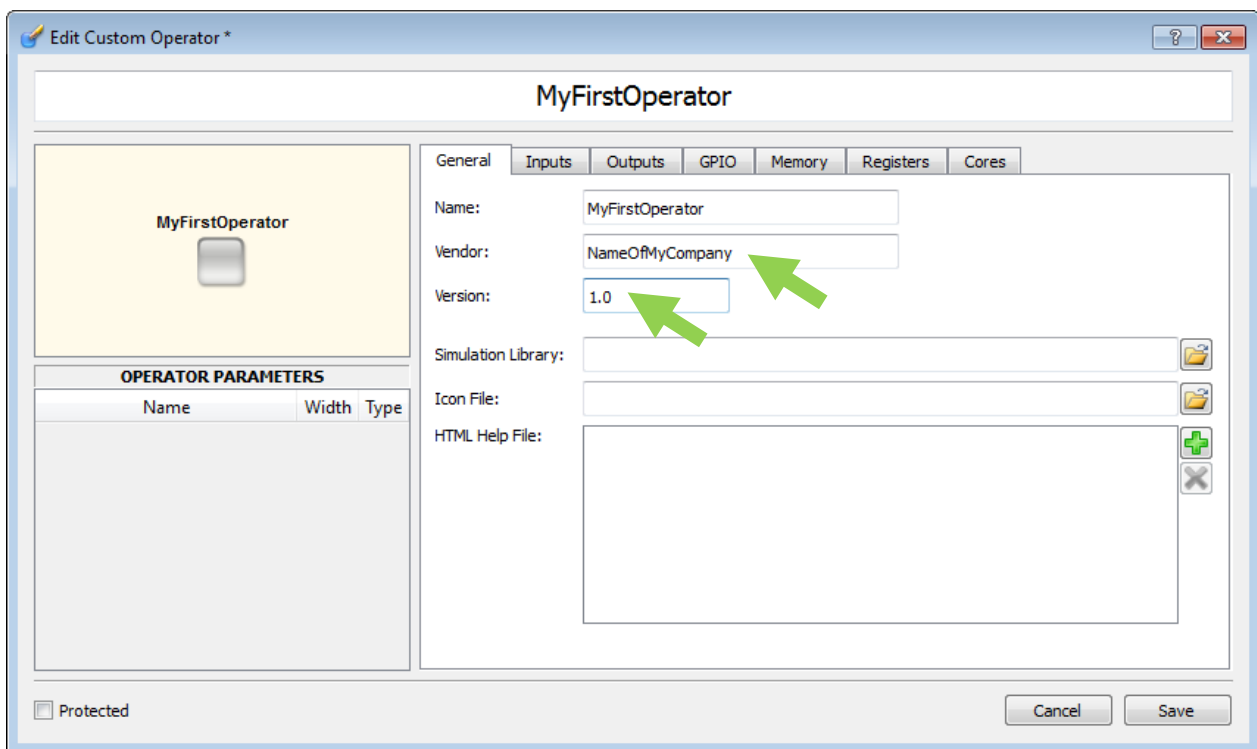 Edit Custom Operator *
?
MyFirstOperator
MyFirstOperator
OPERATOR PARAMETERS
Name Width Type
General Inputs Outputs GPIO Memory Registers Cores
Name: MyFirstOperator
Vendor: NameOfMyCompany
Version: 1.0
Simulation Library:
Icon File:
HTML Help File:
Protected
Cancel Save